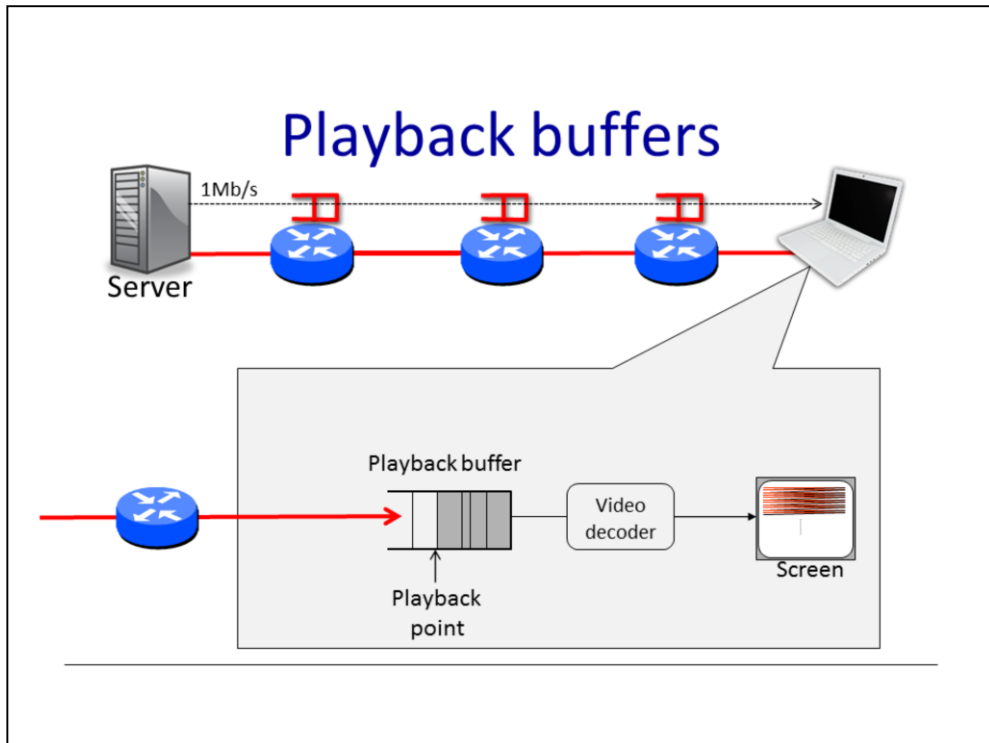 Playback buffers
1Mb/s
Server
Playback buffer
Video
decoder
Screen
Playback
point